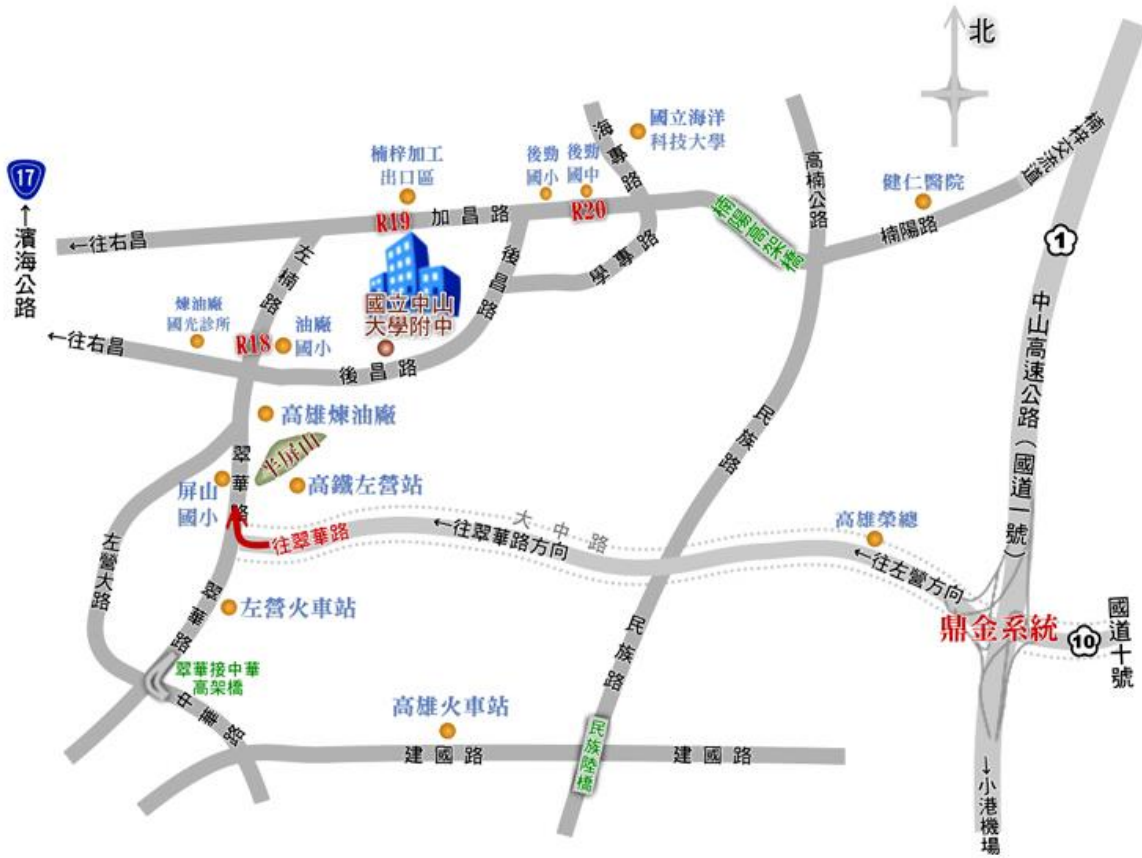 北
17
←濱海公路
楠梓加工
出口區
後勁
國小
後勁
國中
海專路
國立海洋
科技大學
高楠公路
健仁醫院
楠梓交流道
R19
加昌路
R20
楠陽高架橋
楠陽路
1
←往右昌
左楠路
國立中山
大學附中
後昌路
學專路
煉油廠
國光診所
R18
油廠
國小
←往右昌
後昌路
中山高速公路(國道一號)
高雄煉油廠
半屏山
翠華路
屏山
國小
高鐵左營站
民族路
往翠華路
←往翠華路方向
大中路
高雄榮總
←往左營方向
左營大路
翠華路
左營火車站
民族路
鼎金系統
10
國道十號
翠華接中華
高架橋
中華路
高雄火車站
建國路
民族陸橋
建國路
→小港機場